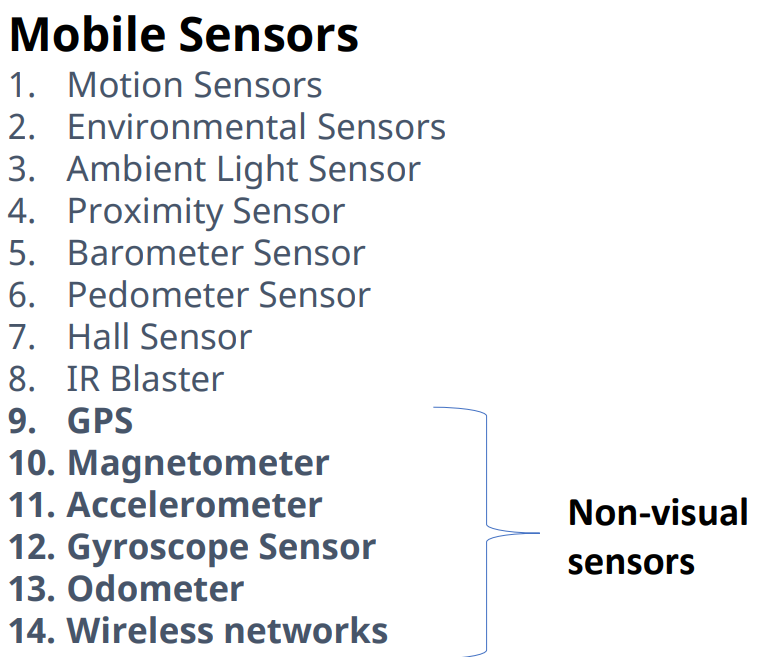 Mobile Sensors
1. Motion Sensors
2. Environmental Sensors
3. Ambient Light Sensor
4. Proximity Sensor
5. Barometer Sensor
6. Pedometer Sensor
7. Hall Sensor
8. IR Blaster
9. GPS
10. Magnetometer
11. Accelerometer
12. Gyroscope Sensor
13. Odometer
14. Wireless networks
Non-visual
sensors